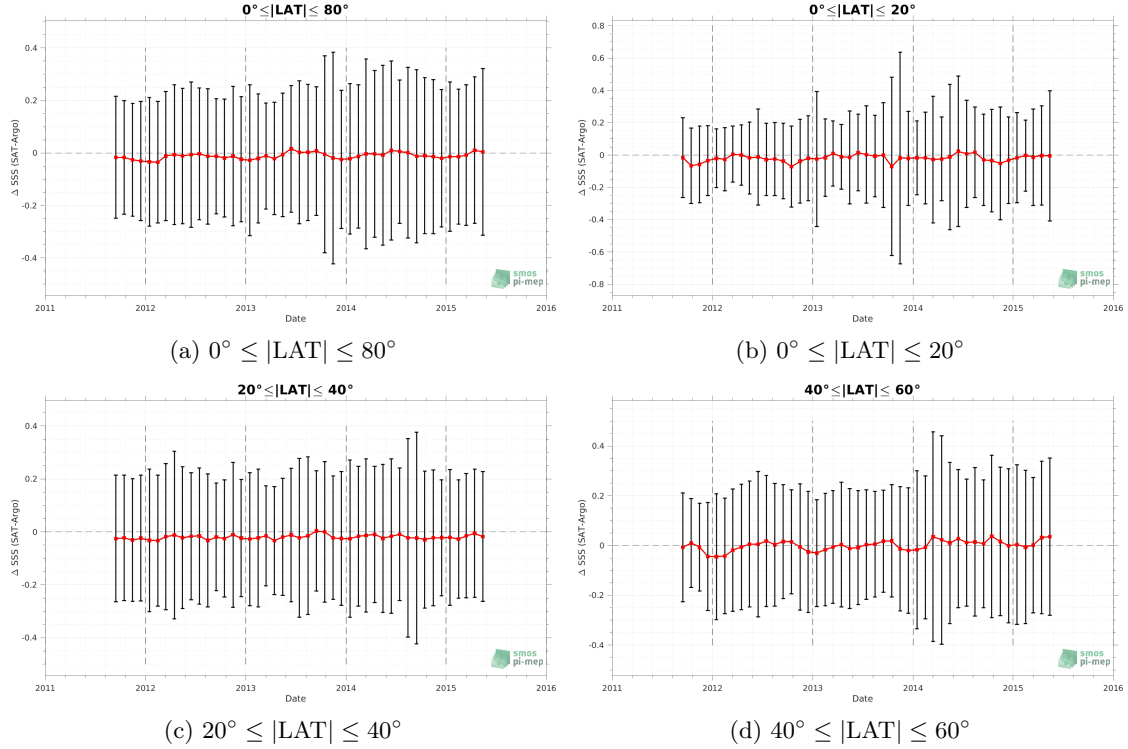 0°≤|LAT|≤ 80°
Δ SSS (SAT-Argo)
0.4
0.2
0
-0.2
-0.4
2011 2012 2013 2014 2015 2016
Date
smos
pi-mep
(a) 0° ≤ |LAT| ≤ 80°
0°≤|LAT|≤ 20°
Δ SSS (SAT-Argo)
0.8
0.6
0.4
0.2
0
-0.2
-0.4
-0.6
-0.8
2011 2012 2013 2014 2015 2016
Date
smos
pi-mep
(b) 0° ≤ |LAT| ≤ 20°
20°≤|LAT|≤ 40°
Δ SSS (SAT-Argo)
0.4
0.2
0
-0.2
-0.4
2011 2012 2013 2014 2015 2016
Date
smos
pi-mep
(c) 20° ≤ |LAT| ≤ 40°
40°≤|LAT|≤ 60°
Δ SSS (SAT-Argo)
0.4
0.2
0
-0.2
-0.4
2011 2012 2013 2014 2015 2016
Date
smos
pi-mep
(d) 40° ≤ |LAT| ≤ 60°